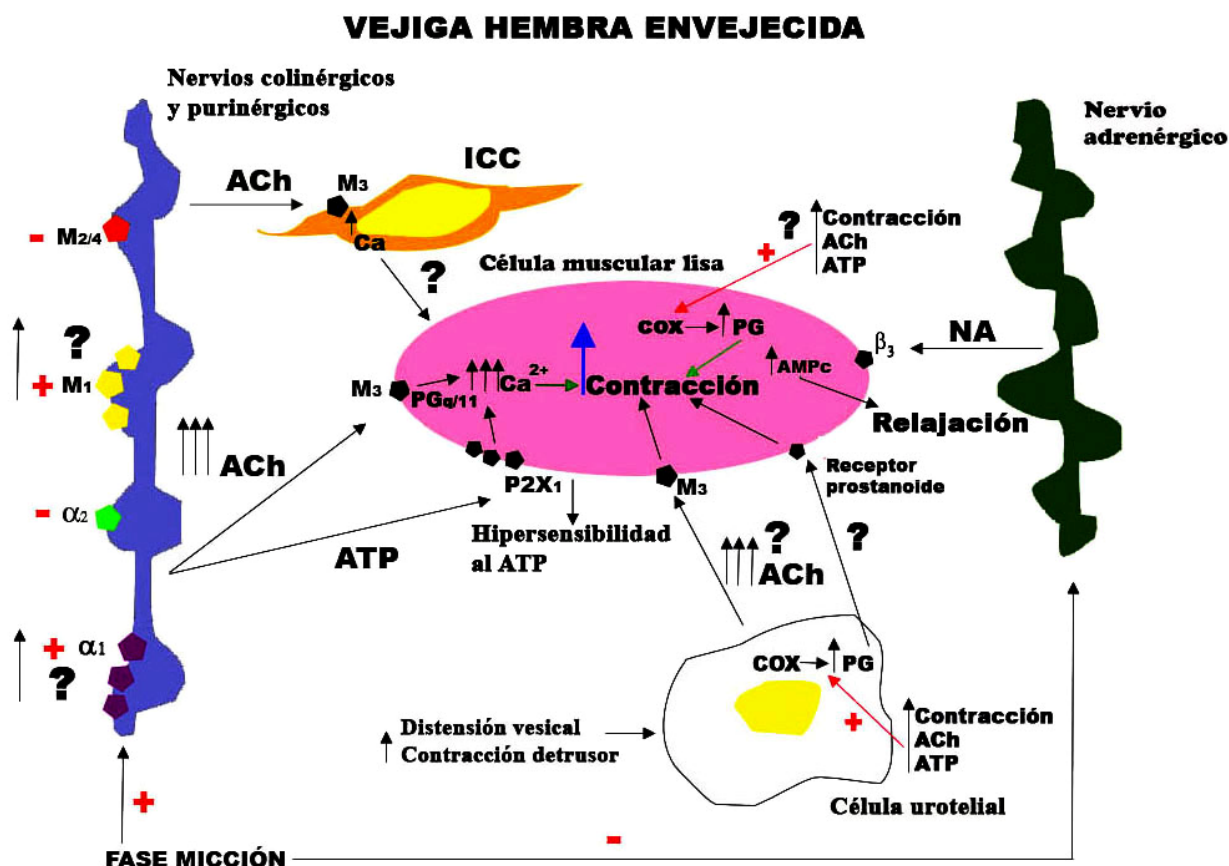 VEJIGA HEMBRA ENVEJECIDA
Nervios colinérgicos
y purinérgicos
Nervio
adrenérgico
ICC
ACh
M3
Ca
?
- M2/4
?
+ M1
ACh
- α2
+ α1
?
+
FASE MICCIÓN
-
Célula muscular lisa
?
Contracción
ACh
ATP
+
COX
PG
AMPc
β3
NA
M3
PGq/11
Ca2+
Contracción
Relajación
P2X1
M3
Receptor
prostanoide
Hipersensibilidad
al ATP
ATP
?
ACh
?
COX
PG
+
Distensión vesical
Contracción detrusor
Contracción
ACh
ATP
Célula urotelial